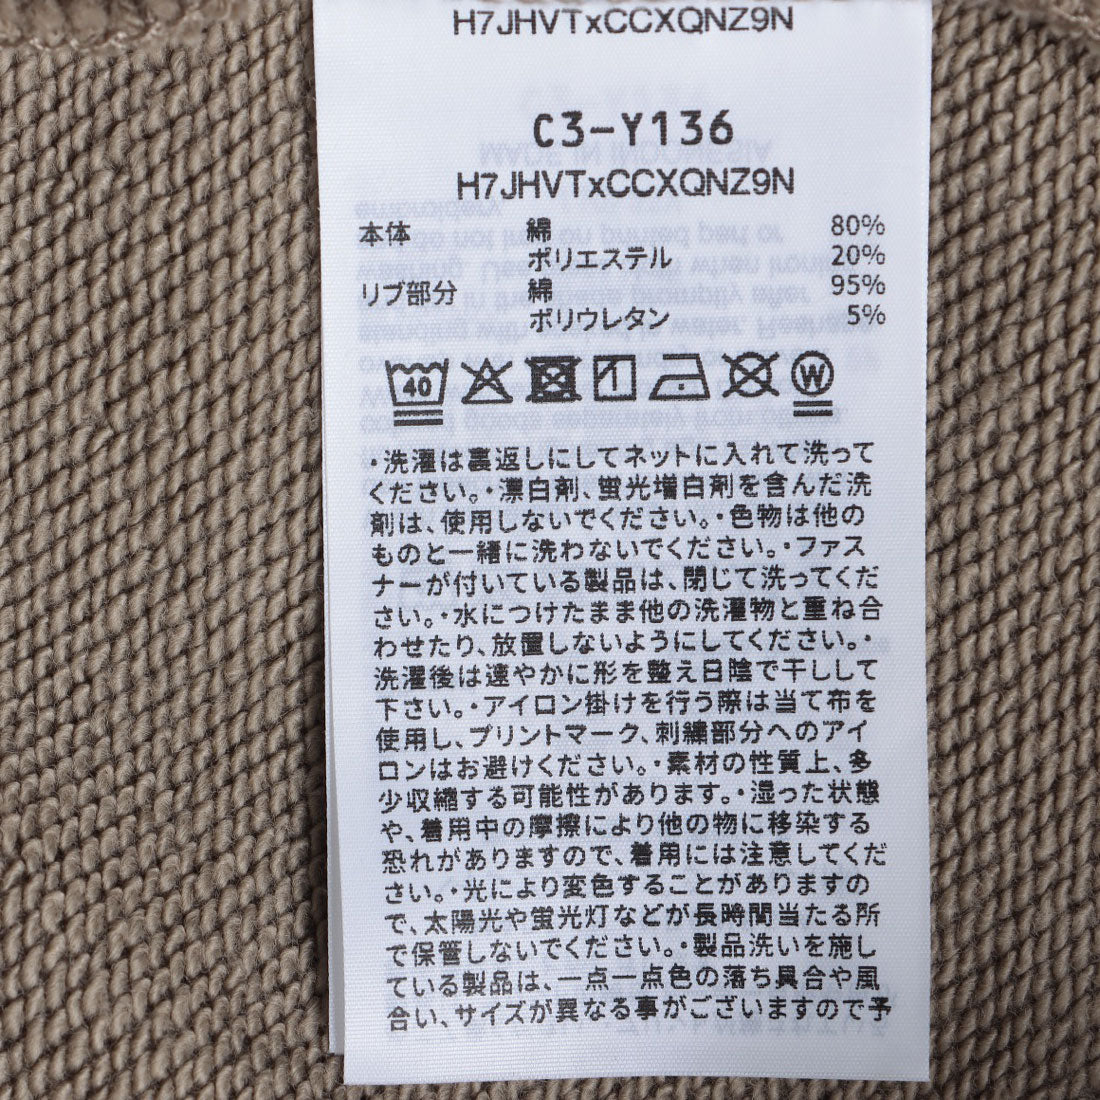 H7JHVTxCCXQNZ9N
C3-Y136
H7JHVTxCCXQNZ9N
本体 綿 80%
ポリエステル 20%
リブ部分 綿 95%
ポリウレタン 5%
40 1 W
・洗濯は裏返しにしてネットに入れて洗って
ください。・漂白剤、蛍光増白剤を含んだ洗
剤は、使用しないでください。・色物は他の
ものと一緒に洗わないでください。・ファス
ナーが付いている製品は、閉じて洗ってくだ
さい。・水につけたまま他の洗濯物と重ね合
わせたり、放置しないようにしてください。・
洗濯後は速やかに形を整え日陰で干しして
下さい。・アイロン掛けを行う際は当て布を
使用し、プリントマーク、刺繍部分へのアイ
ロンはお避けください。・素材の性質上、多
少収縮する可能性があります。・湿った状態
や、着用中の摩擦により他の物に移染する
恐れがありますので、着用には注意してくだ
さい。・光により変色することがありますの
で、太陽光や蛍光灯などが長時間当たる所
で保管しないでください。・製品洗いを施し
ている製品は、一点一点色の落ち具合や風
合い、サイズが異なる事がございますので予
MADE IN INDONESIA